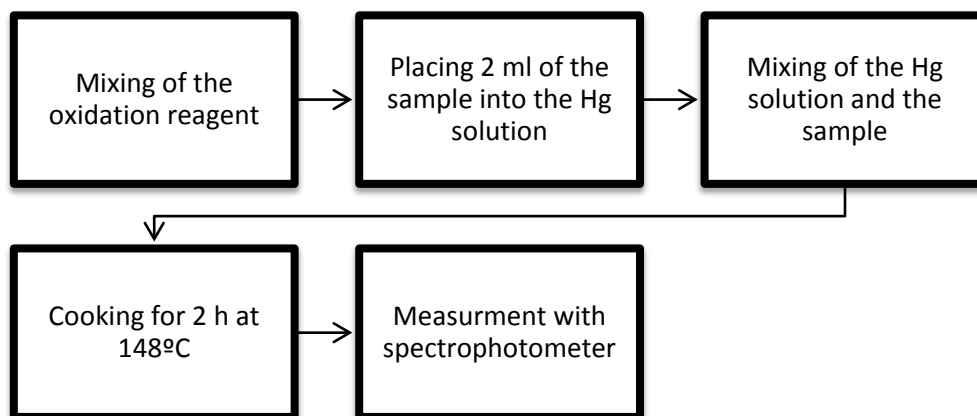 Mixing of the
oxidation reagent
Placing 2 ml of the
sample into the Hg
solution
Mixing of the Hg
solution and the
sample
Cooking for 2 h at
148ºC
Measurment with
spectrophotometer